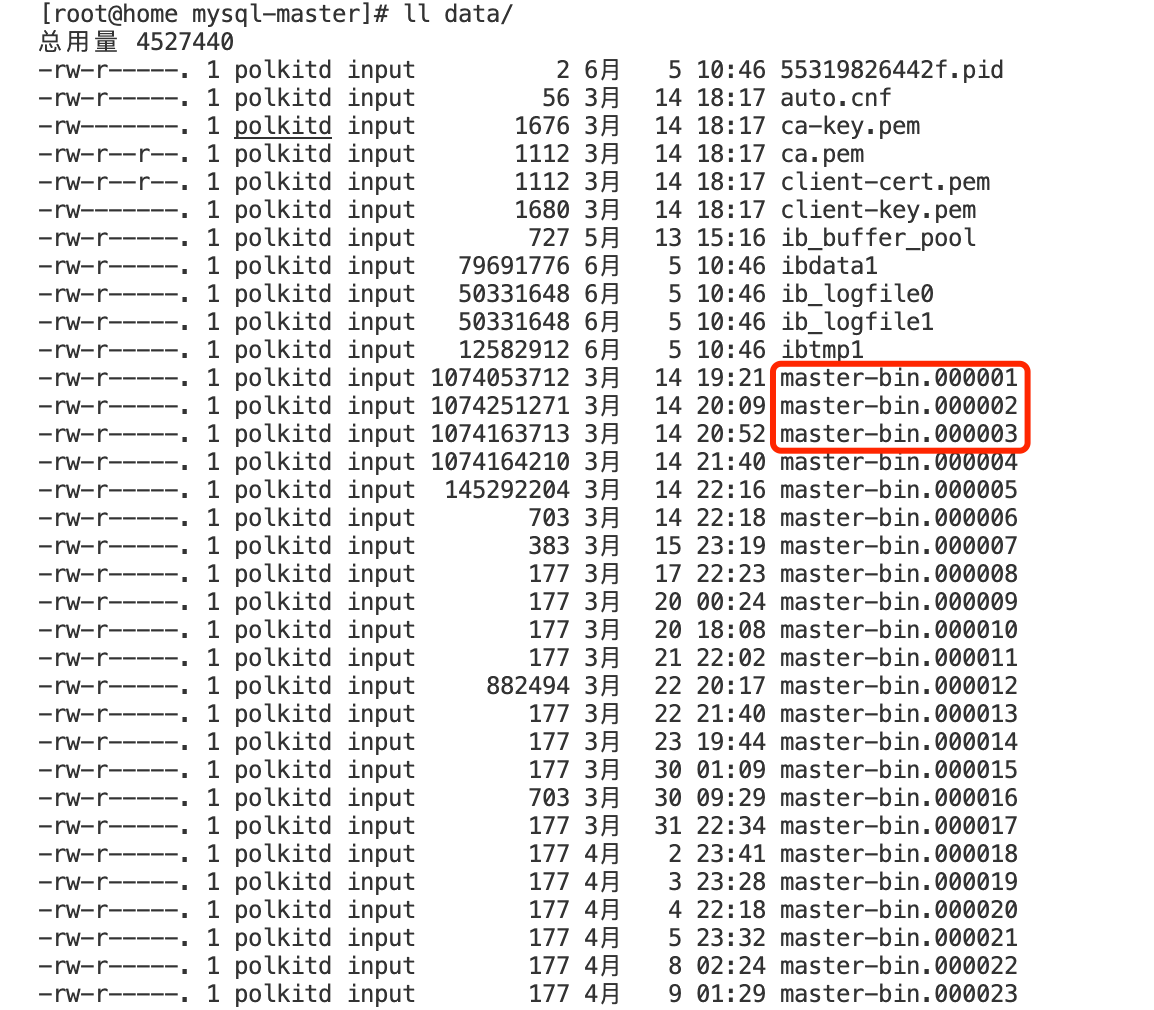 [root@home mysql-master]# ll data/
总用量 4527440
-rw-r-----. 1 polkitd input          2 6月   5 10:46 55319826442f.pid
-rw-r-----. 1 polkitd input         56 3月  14 18:17 auto.cnf
-rw-------. 1 polkitd input       1676 3月  14 18:17 ca-key.pem
-rw-r--r--. 1 polkitd input       1112 3月  14 18:17 ca.pem
-rw-r--r--. 1 polkitd input       1112 3月  14 18:17 client-cert.pem
-rw-------. 1 polkitd input       1680 3月  14 18:17 client-key.pem
-rw-r-----. 1 polkitd input        727 5月  13 15:16 ib_buffer_pool
-rw-r-----. 1 polkitd input   79691776 6月   5 10:46 ibdata1
-rw-r-----. 1 polkitd input   50331648 6月   5 10:46 ib_logfile0
-rw-r-----. 1 polkitd input   50331648 6月   5 10:46 ib_logfile1
-rw-r-----. 1 polkitd input   12582912 6月   5 10:46 ibtmp1
-rw-r-----. 1 polkitd input 1074053712 3月  14 19:21 master-bin.000001
-rw-r-----. 1 polkitd input 1074251271 3月  14 20:09 master-bin.000002
-rw-r-----. 1 polkitd input 1074163713 3月  14 20:52 master-bin.000003
-rw-r-----. 1 polkitd input 1074164210 3月  14 21:40 master-bin.000004
-rw-r-----. 1 polkitd input  145292204 3月  14 22:16 master-bin.000005
-rw-r-----. 1 polkitd input        703 3月  14 22:18 master-bin.000006
-rw-r-----. 1 polkitd input        383 3月  15 23:19 master-bin.000007
-rw-r-----. 1 polkitd input        177 3月  17 22:23 master-bin.000008
-rw-r-----. 1 polkitd input        177 3月  20 00:24 master-bin.000009
-rw-r-----. 1 polkitd input        177 3月  20 18:08 master-bin.000010
-rw-r-----. 1 polkitd input        177 3月  21 22:02 master-bin.000011
-rw-r-----. 1 polkitd input     882494 3月  22 20:17 master-bin.000012
-rw-r-----. 1 polkitd input        177 3月  22 21:40 master-bin.000013
-rw-r-----. 1 polkitd input        177 3月  23 19:44 master-bin.000014
-rw-r-----. 1 polkitd input        177 3月  30 01:09 master-bin.000015
-rw-r-----. 1 polkitd input        703 3月  30 09:29 master-bin.000016
-rw-r-----. 1 polkitd input        177 3月  31 22:34 master-bin.000017
-rw-r-----. 1 polkitd input        177 4月   2 23:41 master-bin.000018
-rw-r-----. 1 polkitd input        177 4月   3 23:28 master-bin.000019
-rw-r-----. 1 polkitd input        177 4月   4 22:18 master-bin.000020
-rw-r-----. 1 polkitd input        177 4月   5 23:32 master-bin.000021
-rw-r-----. 1 polkitd input        177 4月   8 02:24 master-bin.000022
-rw-r-----. 1 polkitd input        177 4月   9 01:29 master-bin.000023